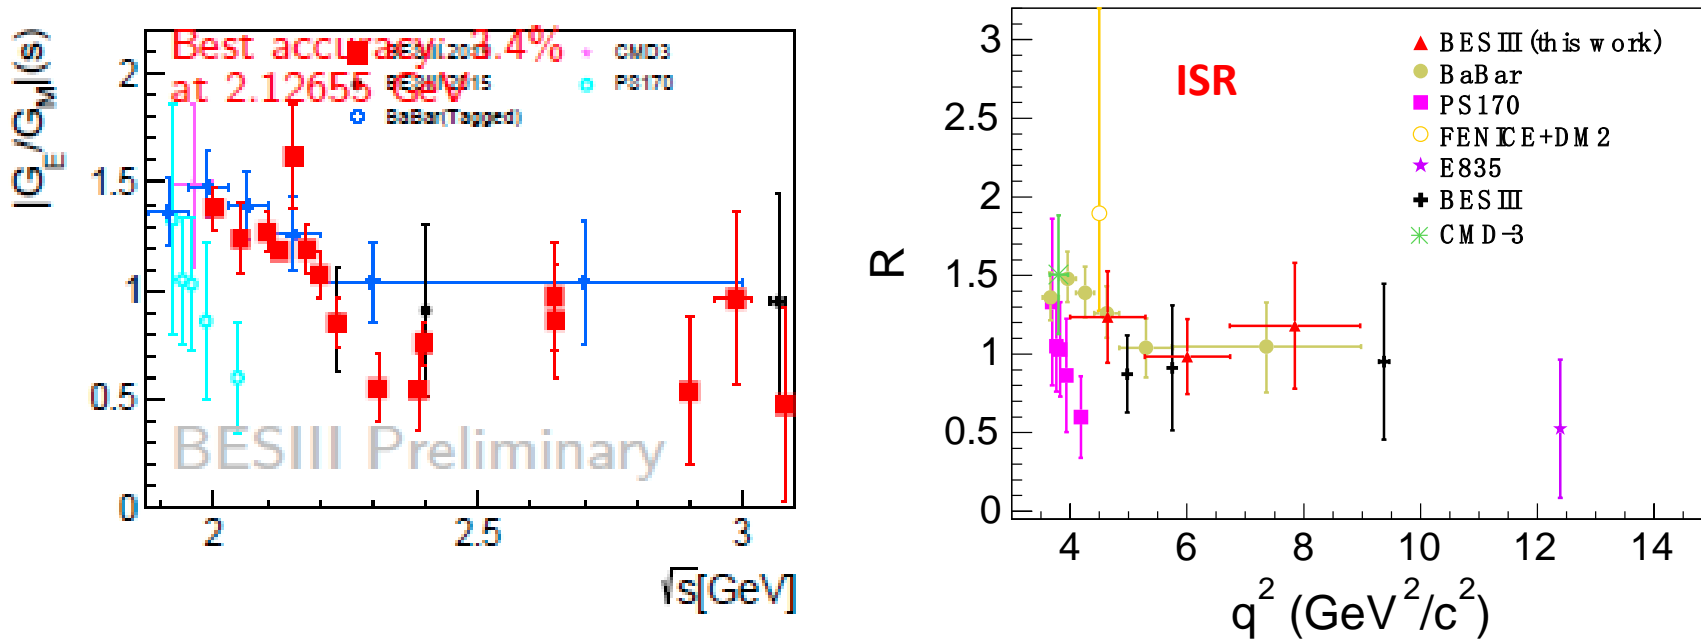 Best accuracy: 3.4%
at 2.12655 GeV
CMD3
PS170
BaBar(Tagged)
|G_E/G_M|(s)
2
1.5
1
0.5
0
2
2.5
3
√s[GeV]
BESIII Preliminary
ISR
BESIII (this work)
BaBar
PS170
FENICE+DM2
E835
BESIII
CMD-3
R
3
2.5
2
1.5
1
0.5
0
4
6
8
10
12
14
q² (GeV²/c²)